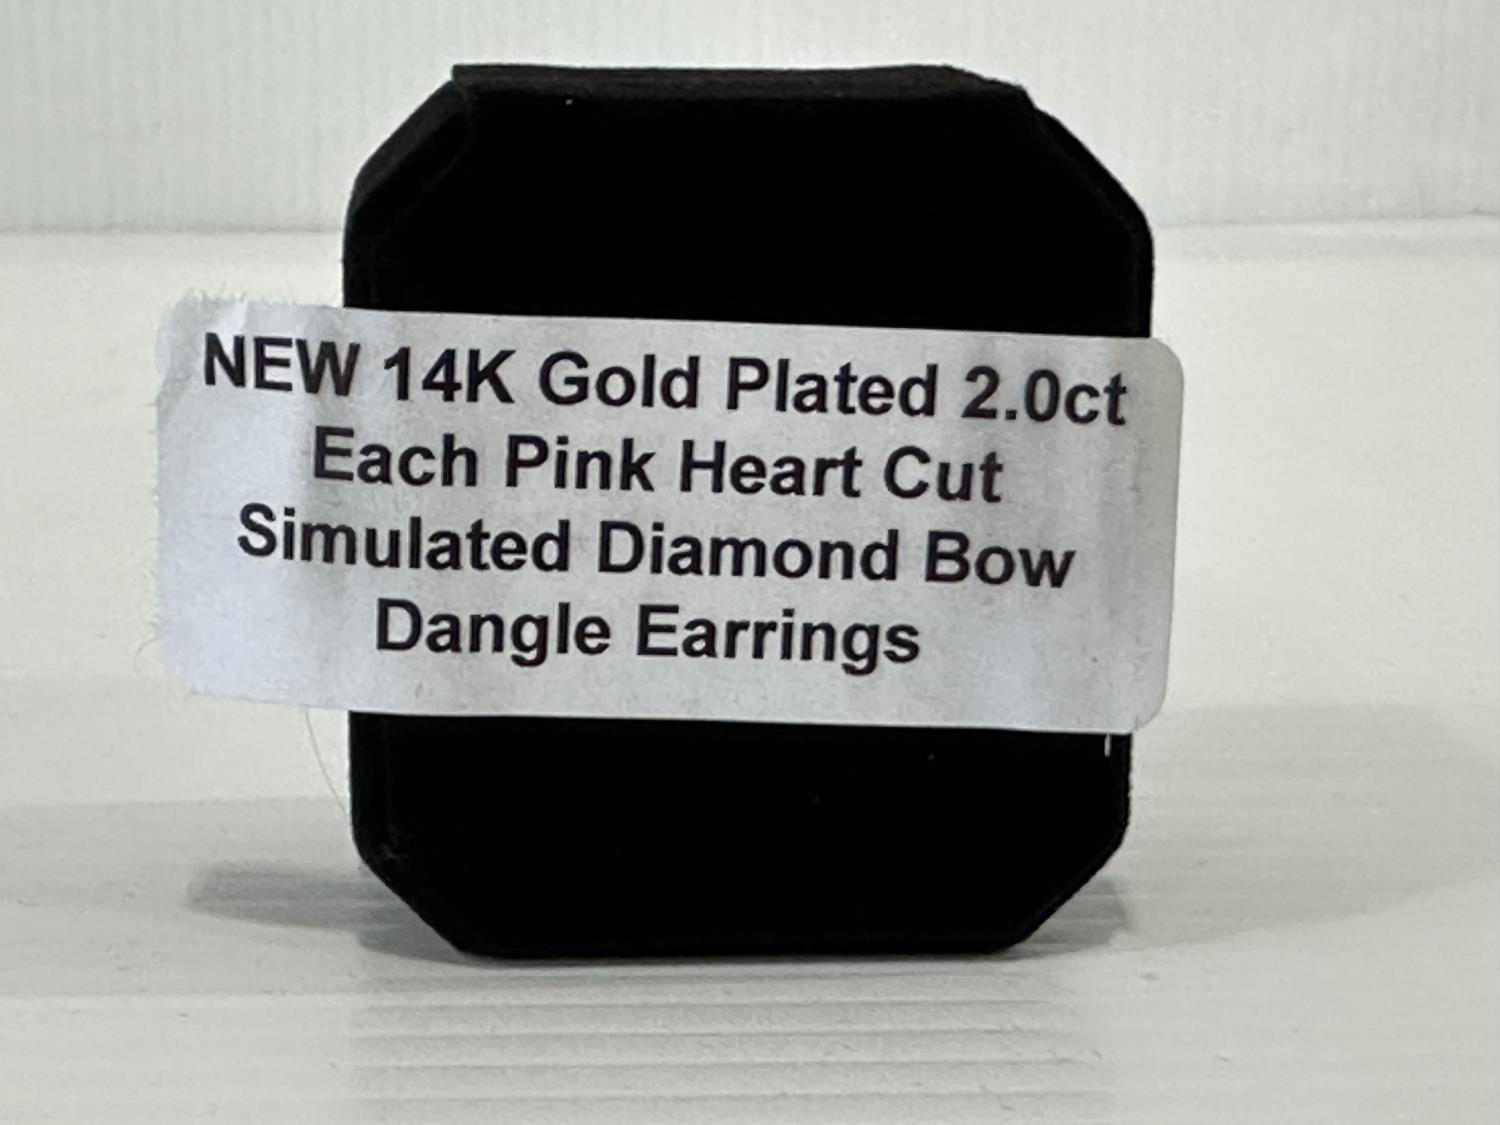 NEW 14K Gold Plated 2.0ct
Each Pink Heart Cut
Simulated Diamond Bow
Dangle Earrings